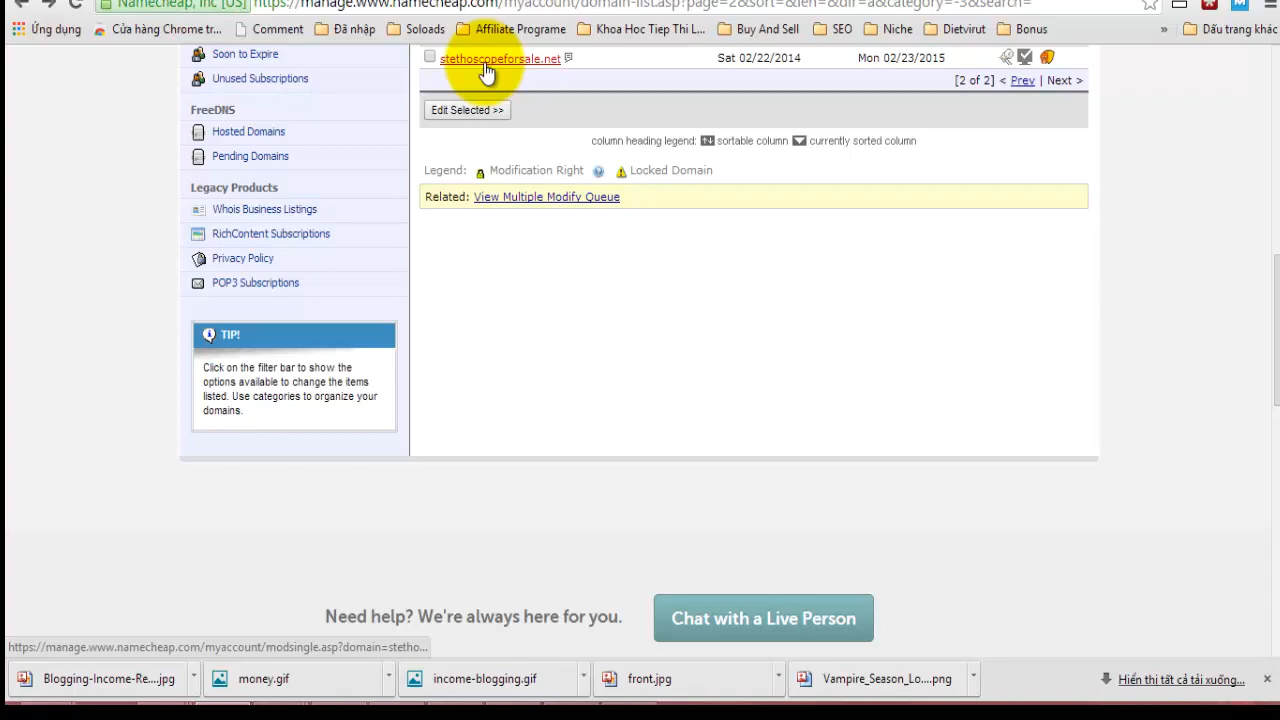 Namecheap, Inc [US] https://manage.www.namecheap.com/myaccount/domain-list.asp?page=2&sort=&len=&dir=a&category=-3&search=
Ứng dụng Cửa hàng Chrome tr... Comment Đã nhập Soloads Affiliate Programe Khoa Hoc Tiep Thi L... Buy And Sell SEO Niche Dietvirut Bonus » Dấu trang khác
Soon to Expire
Unused Subscriptions
FreeDNS
Hosted Domains
Pending Domains
Legacy Products
Whois Business Listings
RichContent Subscriptions
Privacy Policy
POP3 Subscriptions
TIP!
Click on the filter bar to show the
options available to change the items
listed. Use categories to organize your
domains.
stethoscopeforsale.net Sat 02/22/2014 Mon 02/23/2015
[2 of 2] < Prev | Next >
Edit Selected >>
column heading legend: sortable column currently sorted column
Legend: Modification Right Locked Domain
Related: View Multiple Modify Queue
Need help? We're always here for you. Chat with a Live Person
https://manage.www.namecheap.com/myaccount/modsingle.asp?domain=stetho...
Blogging-Income-Re....jpg money.gif income-blogging.gif front.jpg Vampire_Season_Lo....png Hiển thị tất cả tải xuống... ×